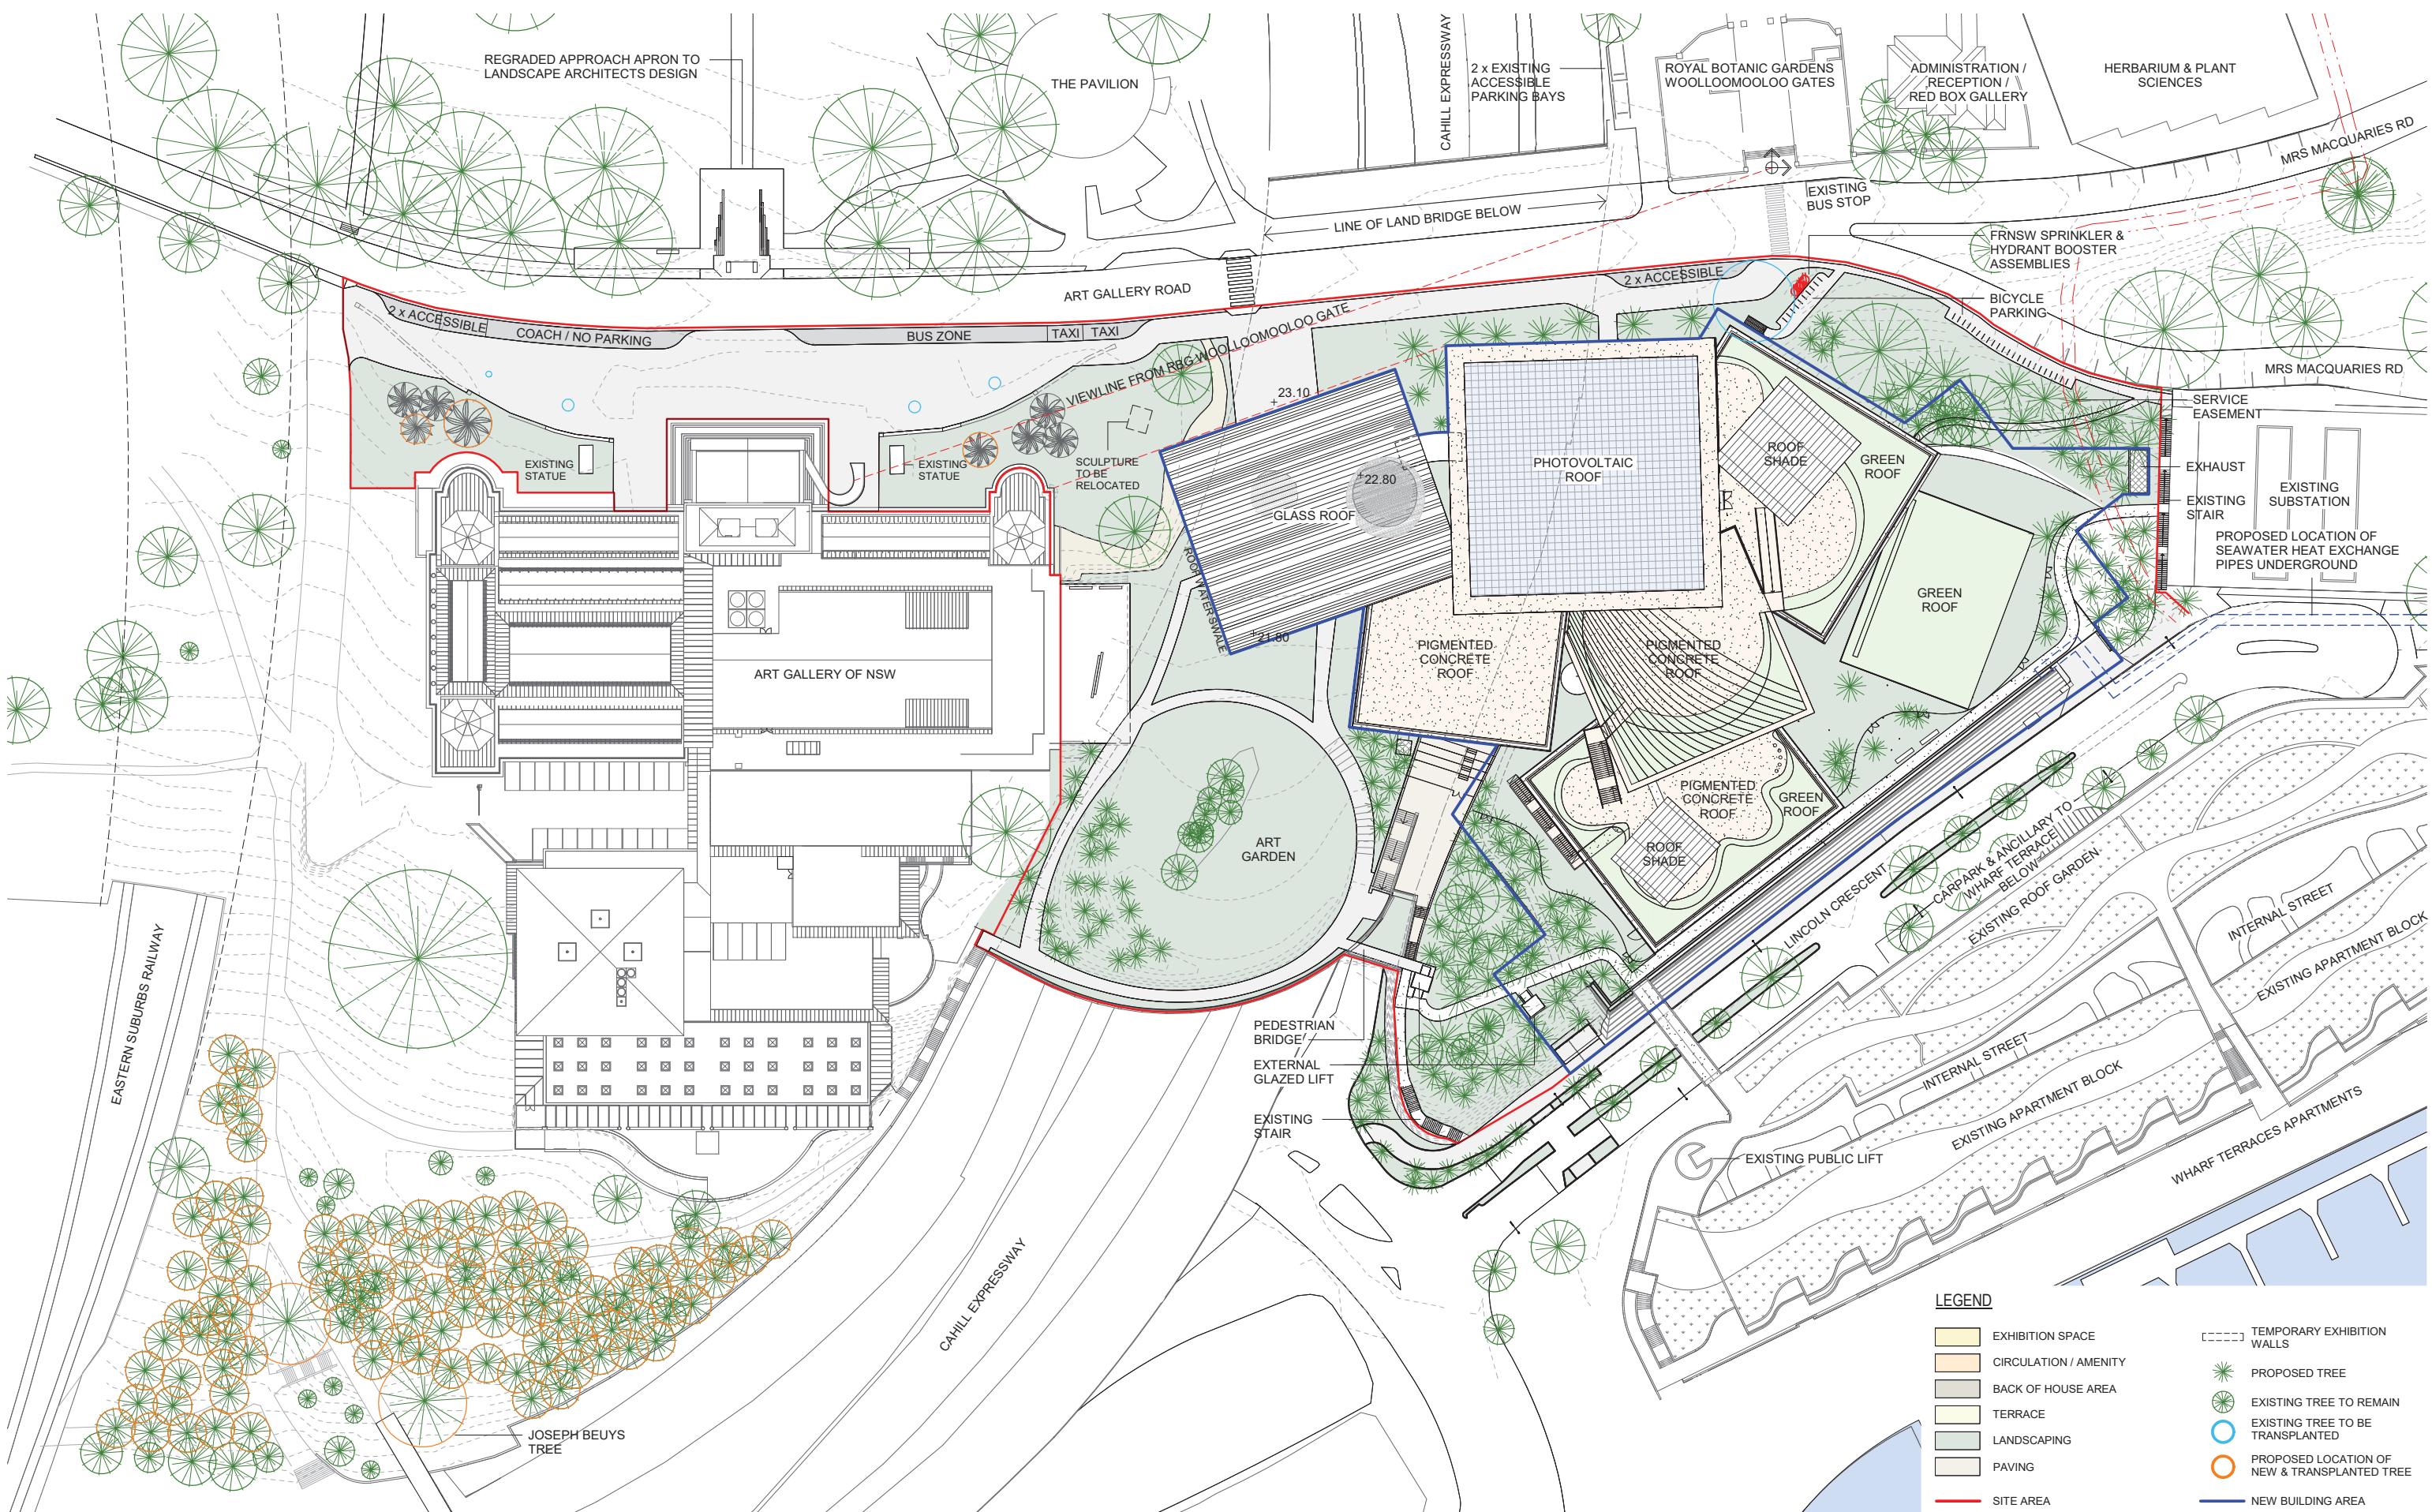 REGRADED APPROACH APRON TO
LANDSCAPE ARCHITECTS DESIGN
THE PAVILION
CAHILL EXPRESSWAY
2 x EXISTING
ACCESSIBLE
PARKING BAYS
ROYAL BOTANIC GARDENS
WOOLLOOMOOLOO GATES
ADMINISTRATION /
RECEPTION /
RED BOX GALLERY
HERBARIUM & PLANT
SCIENCES
MRS MACQUARIES RD
EXISTING
BUS STOP
LINE OF LAND BRIDGE BELOW
FRNSW SPRINKLER &
HYDRANT BOOSTER
ASSEMBLIES
BICYCLE
PARKING
ART GALLERY ROAD
2 x ACCESSIBLE
2 x ACCESSIBLE
COACH / NO PARKING
BUS ZONE
TAXI
TAXI
VIEWLINE FROM RBG WOOLLOOMOOLOO GATE
MRS MACQUARIES RD
SERVICE
EASEMENT
EXHAUST
EXISTING
STAIR
EXISTING
SUBSTATION
PROPOSED LOCATION OF
SEAWATER HEAT EXCHANGE
PIPES UNDERGROUND
EXISTING
STATUE
EXISTING
STATUE
SCULPTURE
TO BE
RELOCATED
23.10
22.80
21.80
GLASS ROOF
ROOF WATER SWALE
PHOTOVOLTAIC
ROOF
ROOF
SHADE
GREEN
ROOF
GREEN
ROOF
PIGMENTED
CONCRETE
ROOF
PIGMENTED
CONCRETE
ROOF
PIGMENTED
CONCRETE
ROOF
GREEN
ROOF
ROOF
SHADE
ART GALLERY OF NSW
ART
GARDEN
LINCOLN CRESCENT
CARPARK & ANCILLARY TO
WHARF TERRACE
BELOW
EXISTING ROOF GARDEN
INTERNAL STREET
EXISTING APARTMENT BLOCK
INTERNAL STREET
EXISTING APARTMENT BLOCK
WHARF TERRACES APARTMENTS
EXISTING PUBLIC LIFT
PEDESTRIAN
BRIDGE
EXTERNAL
GLAZED LIFT
EXISTING
STAIR
EASTERN SUBURBS RAILWAY
CAHILL EXPRESSWAY
JOSEPH BEUYS
TREE
LEGEND
EXHIBITION SPACE
CIRCULATION / AMENITY
BACK OF HOUSE AREA
TERRACE
LANDSCAPING
PAVING
SITE AREA
TEMPORARY EXHIBITION
WALLS
PROPOSED TREE
EXISTING TREE TO REMAIN
EXISTING TREE TO BE
TRANSPLANTED
PROPOSED LOCATION OF
NEW & TRANSPLANTED TREE
NEW BUILDING AREA